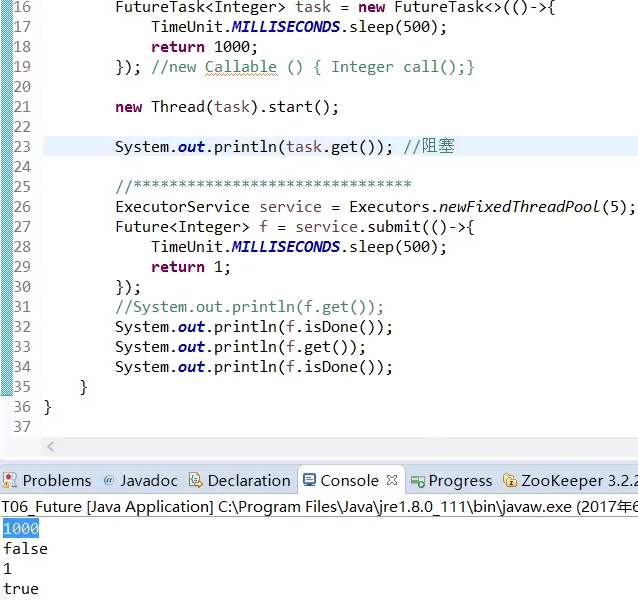 16 FutureTask<Integer> task = new FutureTask<>(()->{
17 TimeUnit.MILLISECONDS.sleep(500);
18 return 1000;
19 }); //new Callable () { Integer call();}
20
21 new Thread(task).start();
22
23 System.out.println(task.get()); //阻塞
24
25 //*******************************
26 ExecutorService service = Executors.newFixedThreadPool(5);
27 Future<Integer> f = service.submit(()->{
28 TimeUnit.MILLISECONDS.sleep(500);
29 return 1;
30 });
31 //System.out.println(f.get());
32 System.out.println(f.isDone());
33 System.out.println(f.get());
34 System.out.println(f.isDone());
35 }
36 }
37
Problems @ Javadoc Declaration Console Progress ZooKeeper 3.2.2
T06_Future [Java Application] C:\Program Files\Java\jre1.8.0_111\bin\javaw.exe (2017年6
1000
false
1
true